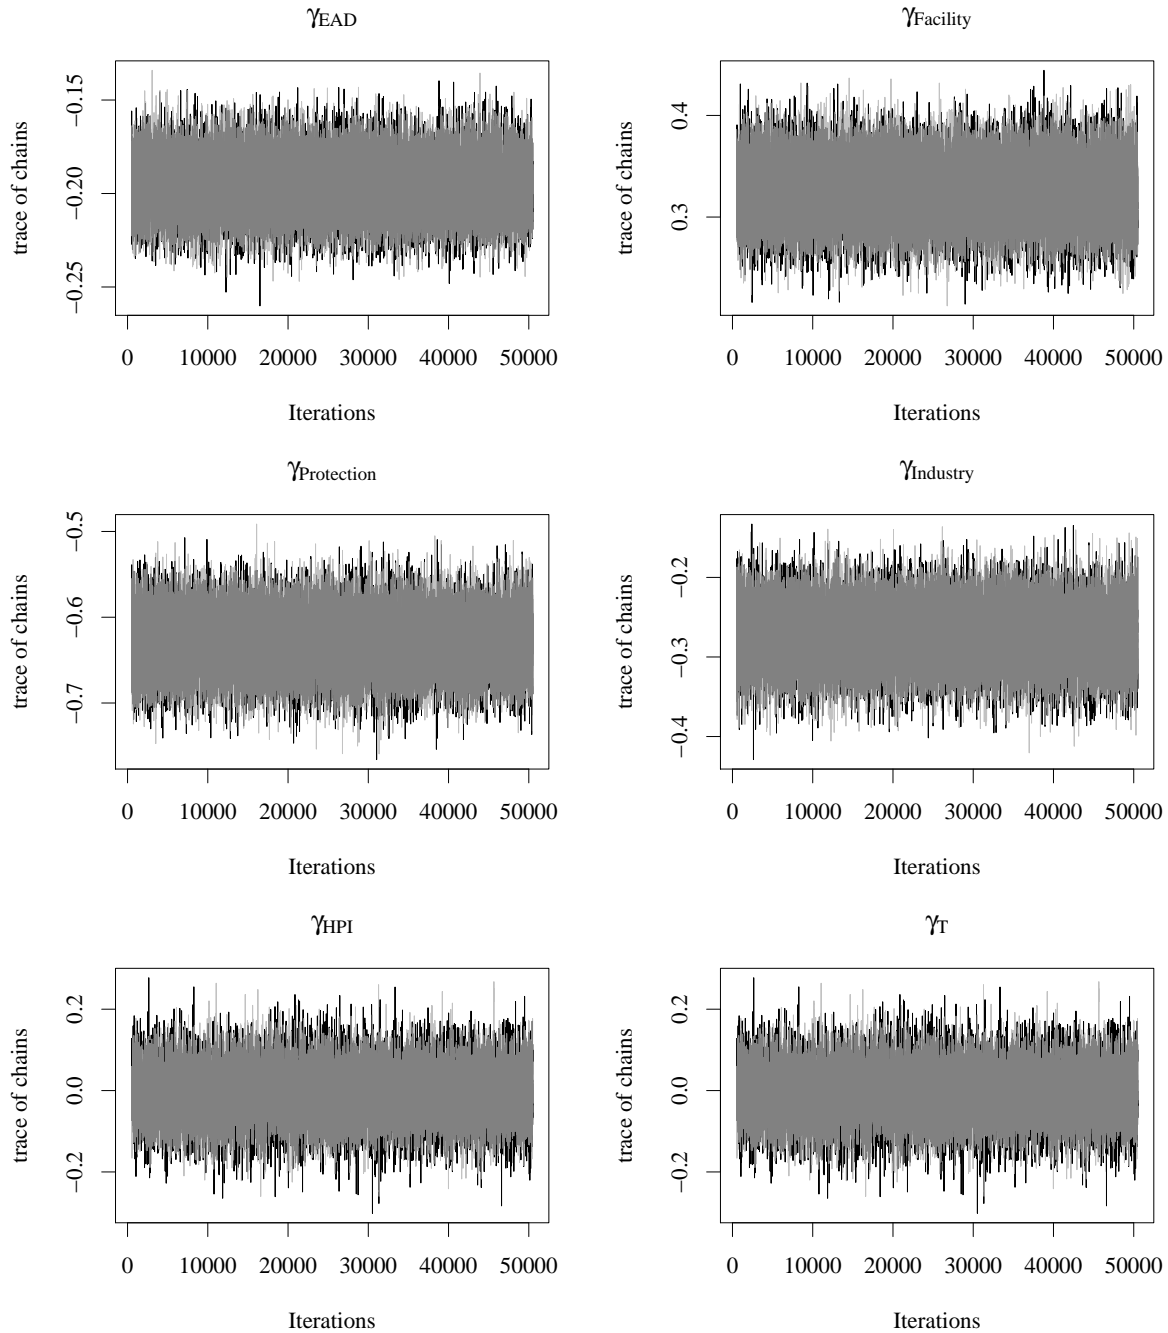 γEAD
trace of chains
−0.15
−0.20
−0.25
0 10000 20000 30000 40000 50000
Iterations
γFacility
trace of chains
0.4
0.3
0 10000 20000 30000 40000 50000
Iterations
γProtection
trace of chains
−0.5
−0.6
−0.7
0 10000 20000 30000 40000 50000
Iterations
γIndustry
trace of chains
−0.2
−0.3
−0.4
0 10000 20000 30000 40000 50000
Iterations
γHPI
trace of chains
0.2
0.0
−0.2
0 10000 20000 30000 40000 50000
Iterations
γT
trace of chains
0.2
0.0
−0.2
0 10000 20000 30000 40000 50000
Iterations